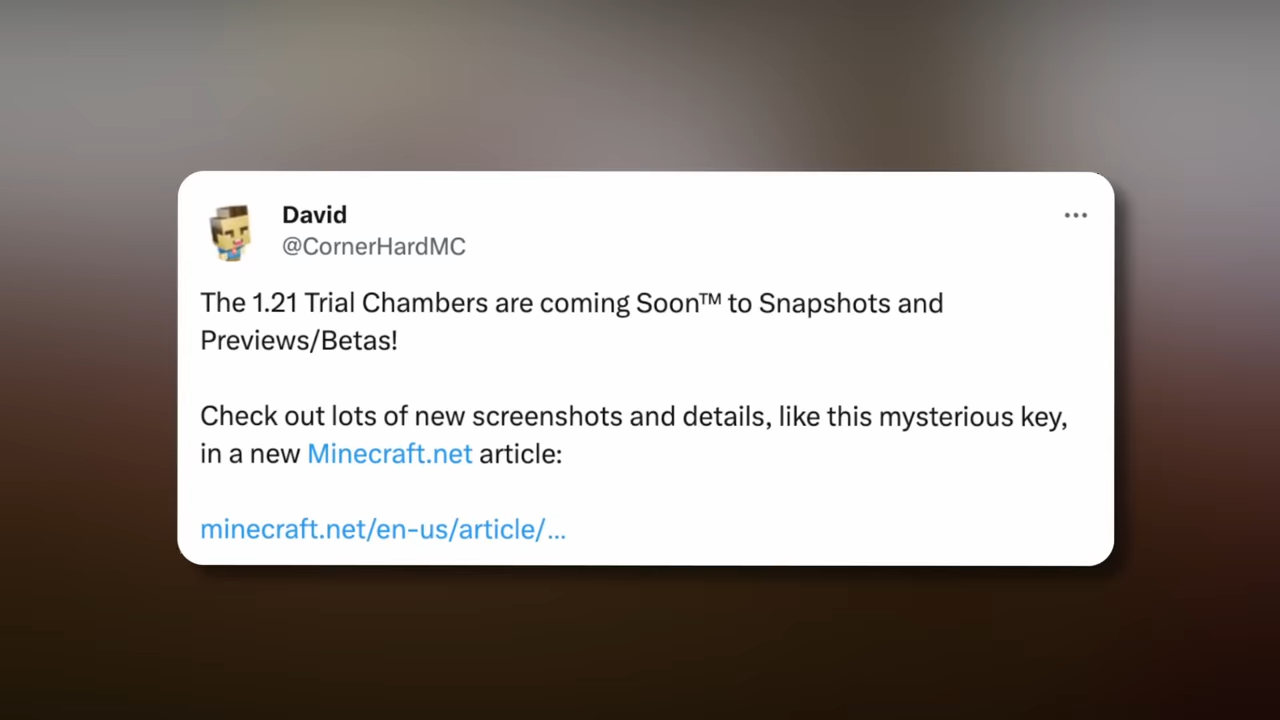 David
@CornerHardMC
The 1.21 Trial Chambers are coming Soon™ to Snapshots and
Previews/Betas!
Check out lots of new screenshots and details, like this mysterious key,
in a new Minecraft.net article:
minecraft.net/en-us/article/...